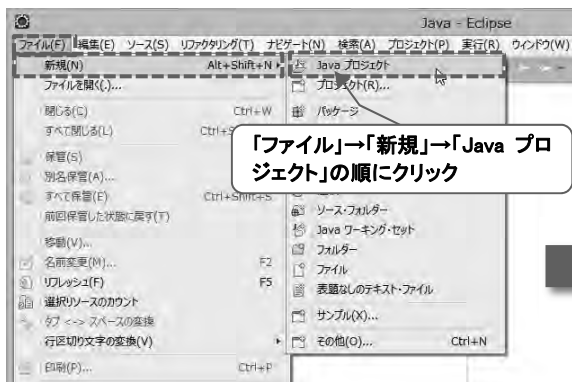 Java - Eclipse
ファイル(F) 編集(E) ソース(S) リファクタリング(T) ナビゲート(N) 検索(A) プロジェクト(P) 実行(R) ウィンドウ(W)
新規(N) Alt+Shift+N
ファイルを開く(.)...
閉じる(C) Ctrl+W
すべて閉じる(L)
保管(S)
別名保管(A)...
すべて保管(E) Ctrl+Shift+S
前回保管した状態に戻す(T)
移動(V)...
名前変更(M)... F2
リフレッシュ(F) F5
選択リソースのカウント
タブ <-> スペースの変換
行区切り文字の変換(V)
印刷(P)... Ctrl+P
Java プロジェクト
プロジェクト(R)...
パッケージ
「ファイル」→「新規」→「Java プロ
ジェクト」の順にクリック
ソース・フォルダー
Java ワーキング・セット
フォルダー
ファイル
表題なしのテキスト・ファイル
サンプル(X)...
その他(O)... Ctrl+N